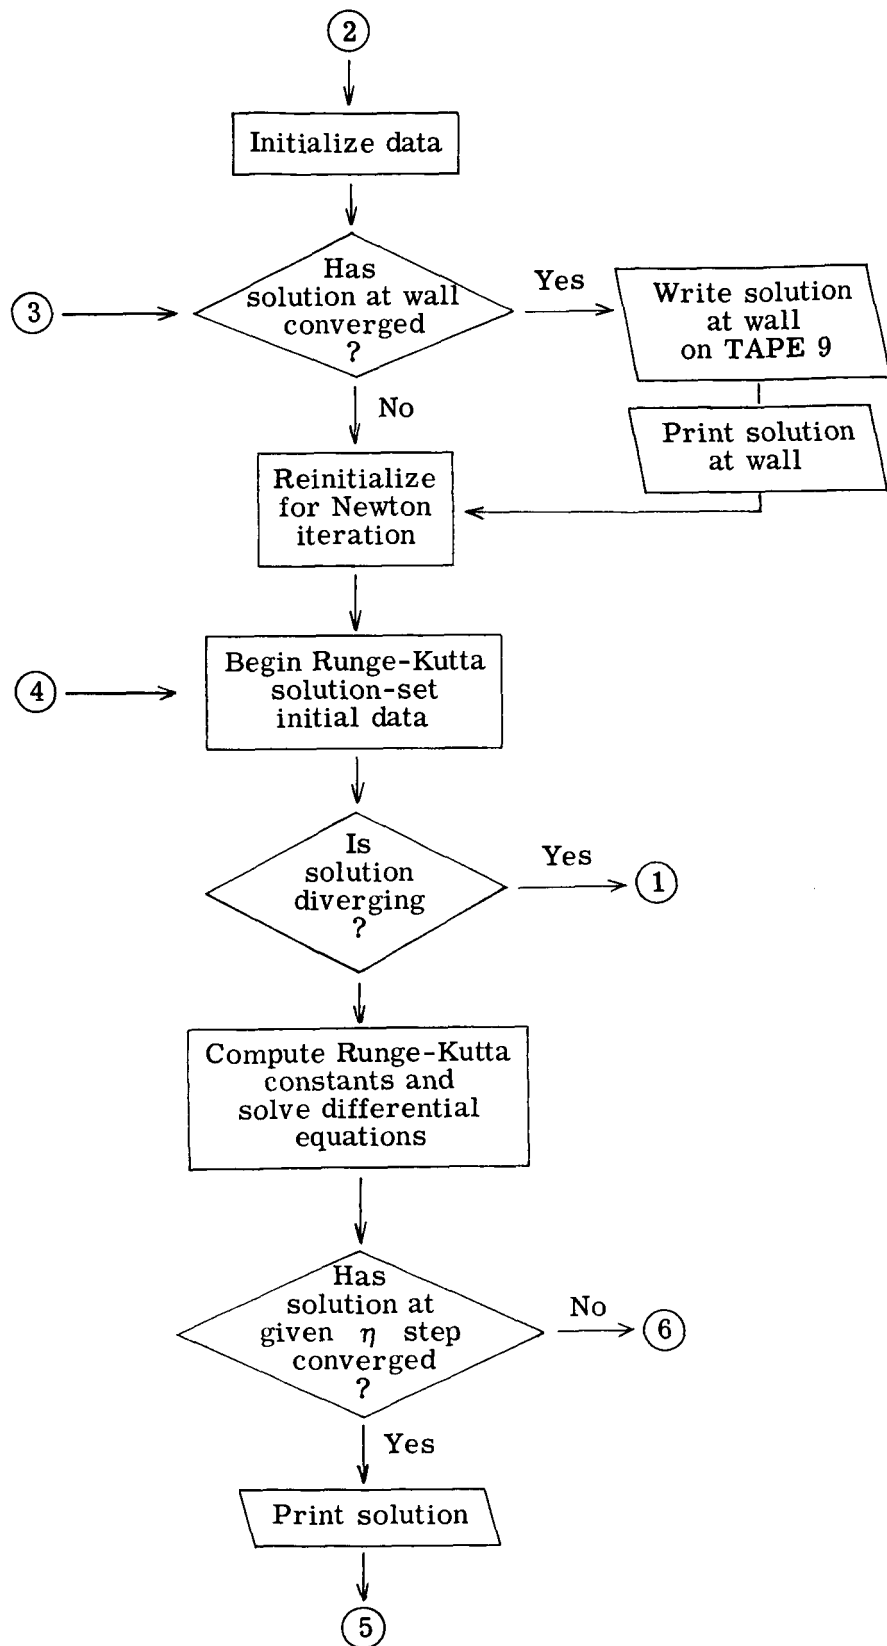 2
Initialize data
Has
solution at wall
converged
?
3
Yes
Write solution
at wall
on TAPE 9
Print solution
at wall
No
Reinitialize
for Newton
iteration
4
Begin Runge-Kutta
solution-set
initial data
Is
solution
diverging
?
Yes
1
Compute Runge-Kutta
constants and
solve differential
equations
Has
solution at
given η step
converged
?
No
6
Yes
Print solution
5